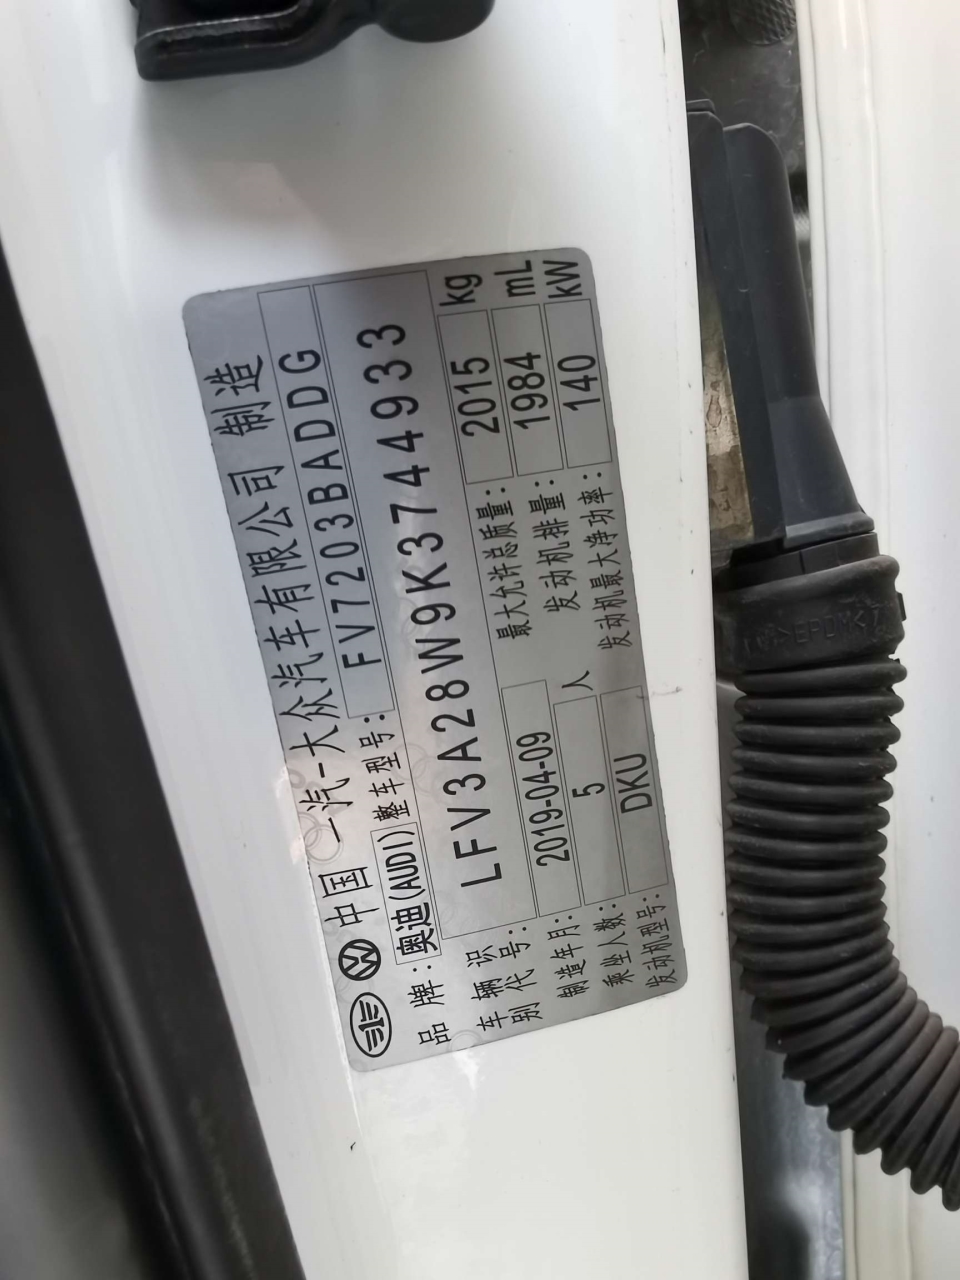 中国 一汽-大众汽车有限公司 制造
品 牌: 奥迪(AUDI) 整车型号: FV7203BADDG
车辆识别代号: LFV3A28W9K3744933
制造年月: 2019-04-09 最大允许总质量: 2015 kg
乘坐人数: 5 人 发动机排量: 1984 mL
发动机型号: DKU 发动机最大净功率: 140 kW
>EPDM<